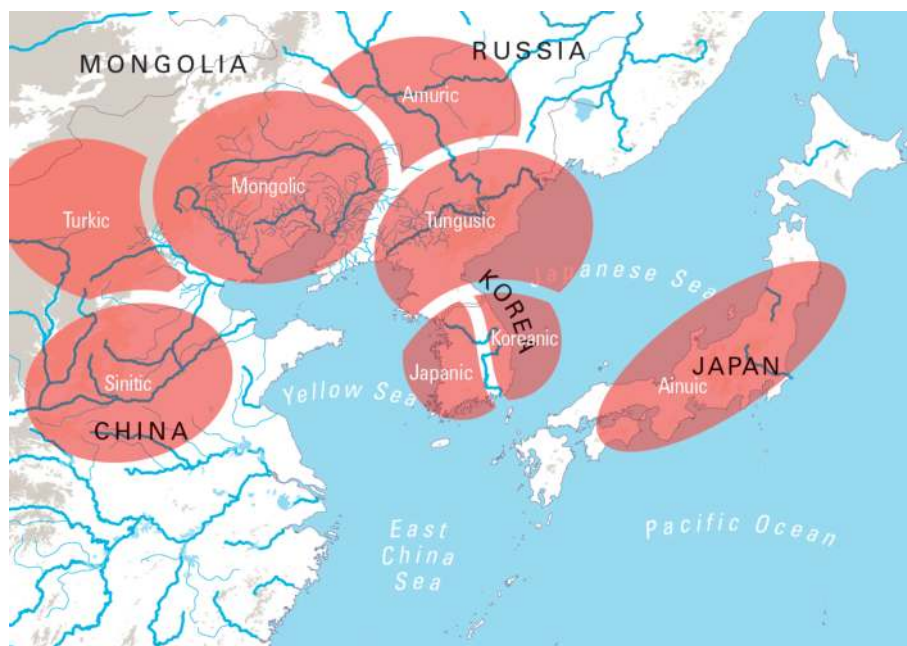 MONGOLIA
RUSSIA
Amuric
Mongolic
Turkic
Tungusic
Japanese Sea
KOREA
Koreanic
Japanic
Yellow Sea
Sinitic
CHINA
JAPAN
Ainuic
East
China
Sea
Pacific Ocean